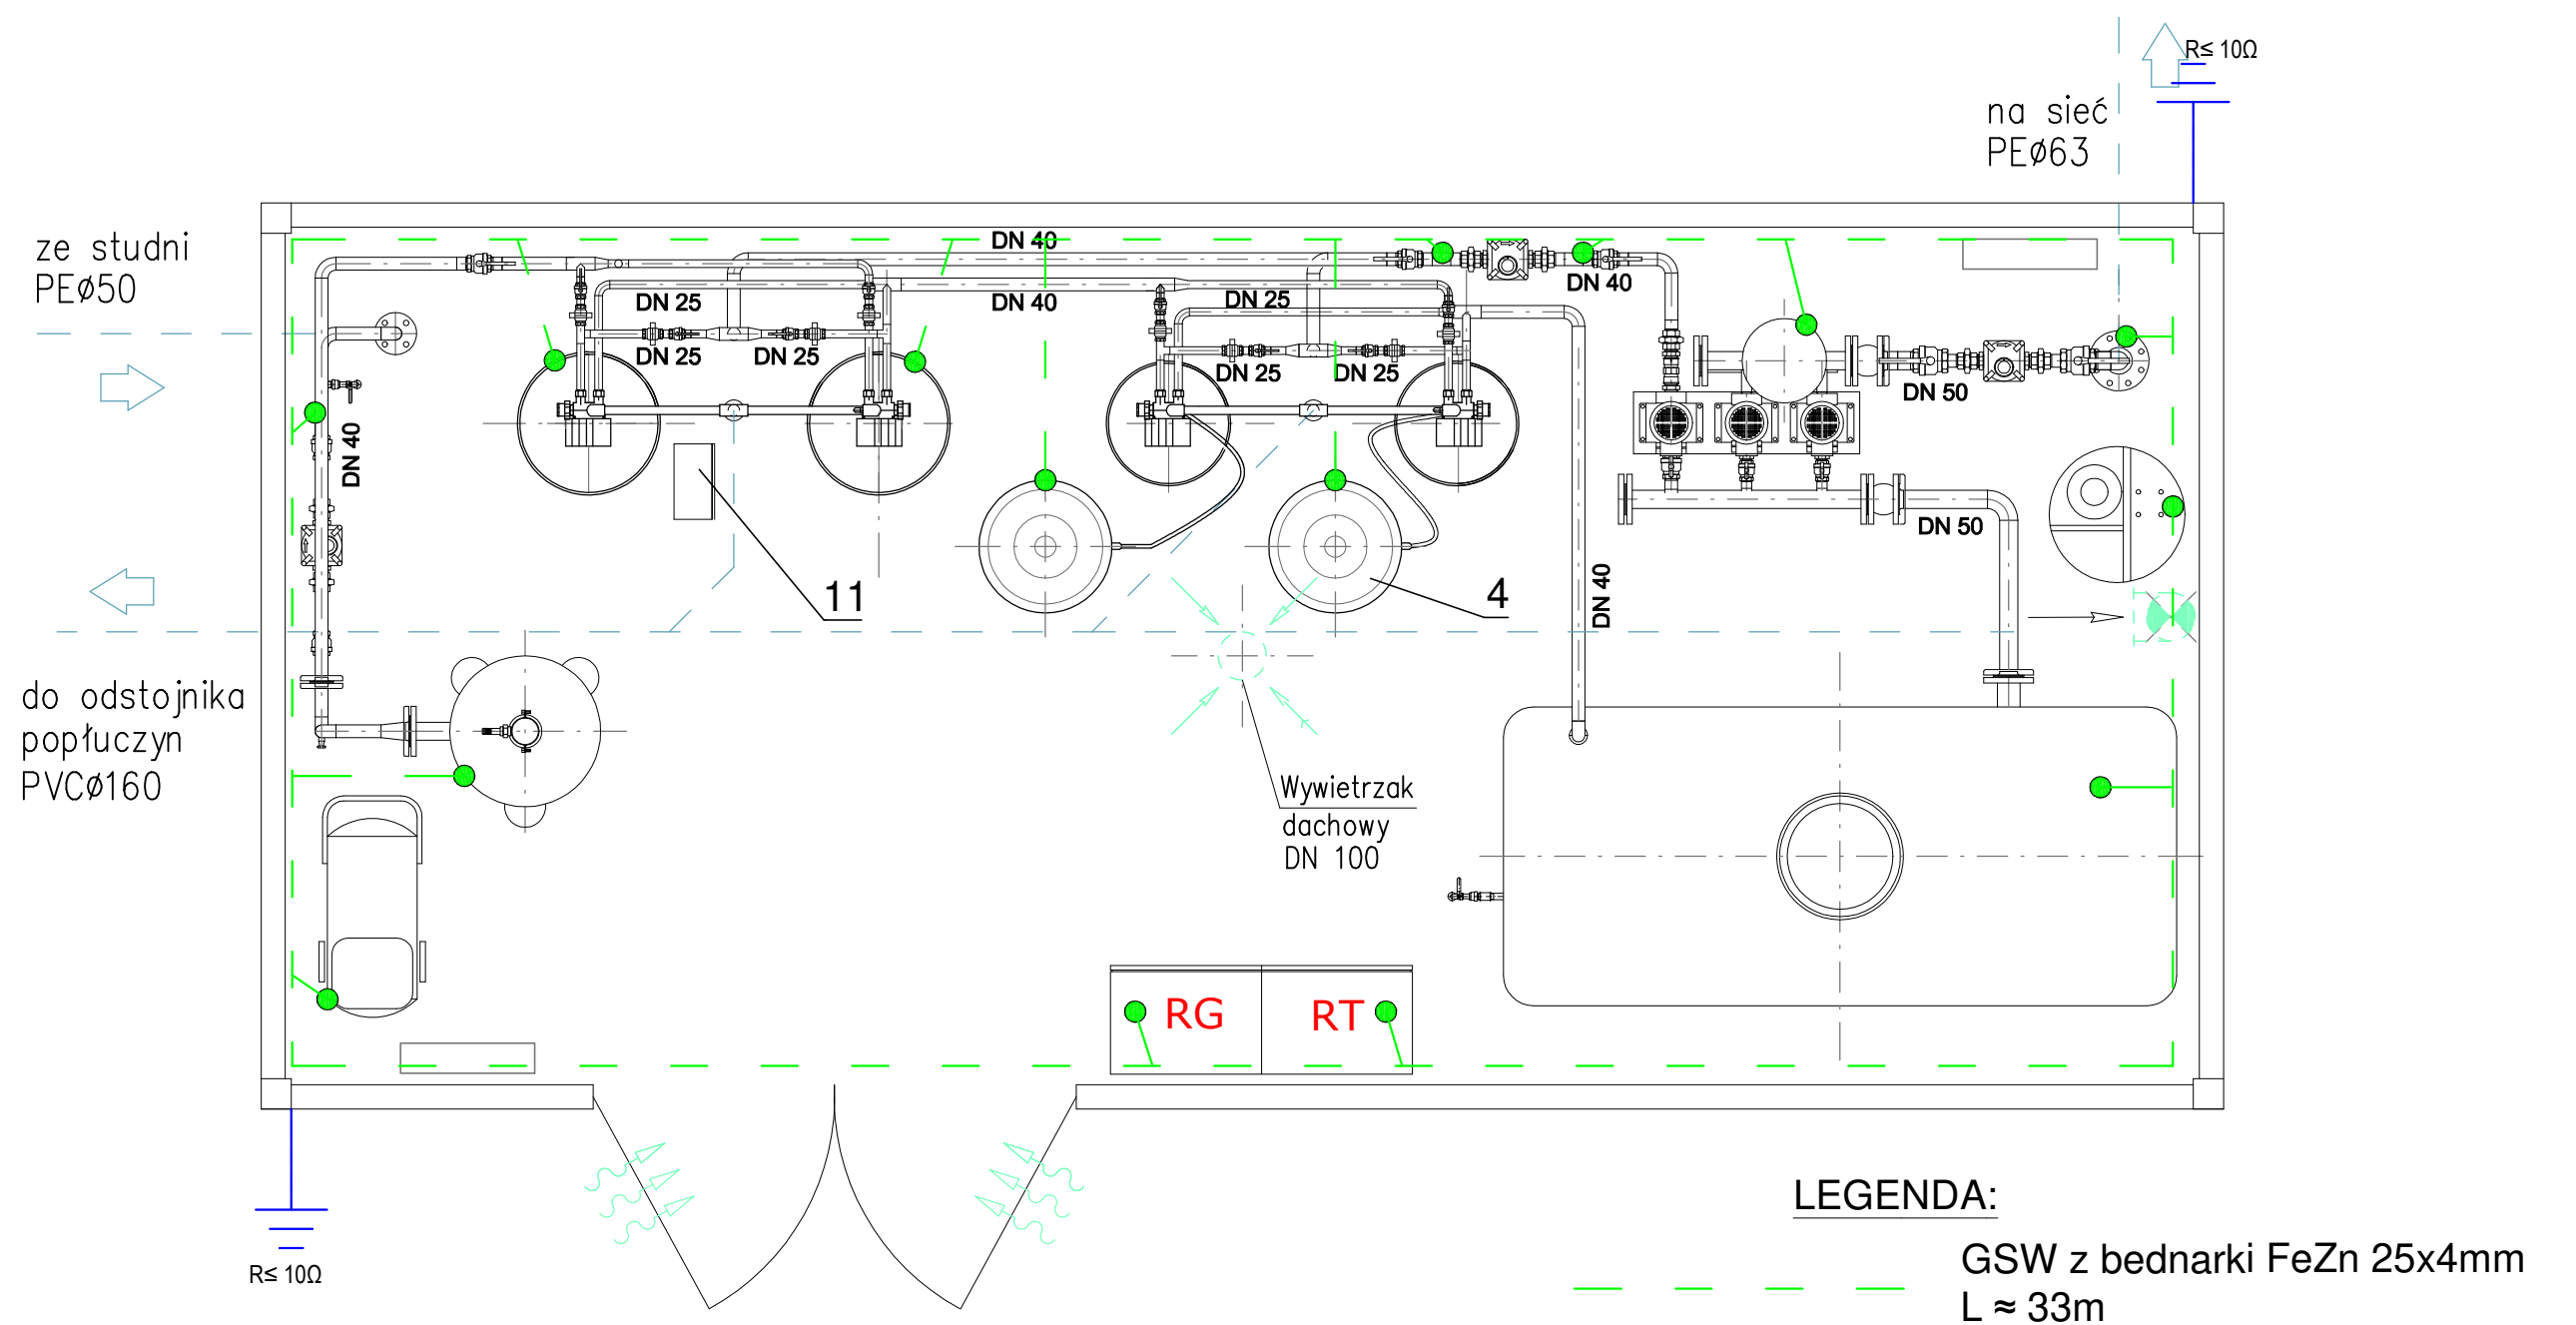 R≤ 10Ω
na sieć
PEø63
ze studni
PEø50
DN 40
DN 40
DN 25
DN 40
DN 25
DN 25
DN 25
DN 25
DN 25
DN 50
DN 40
DN 50
11
4
DN 40
do odstojnika
popłuczyn
PVCø160
Wywietrzak
dachowy
DN 100
RG
RT
R≤ 10Ω
LEGENDA:
GSW z bednarki FeZn 25x4mm
L ≈ 33m